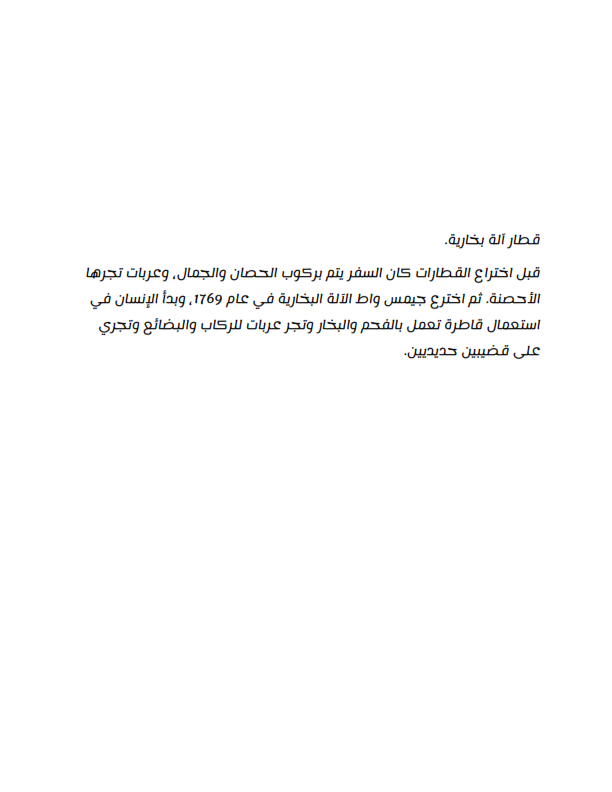 قطار آلة بخارية.
قبل اختراع القطارات كان السفر يتم بركوب الحصان والجمال، وعربات تجرها
الأحصنة. ثم اخترع جيمس واط الآلة البخارية في عام 1769، وبدأ الإنسان في
استعمال قاطرة تعمل بالفحم والبخار وتجر عربات للركاب والبضائع وتجري
على قضيبين حديديين.